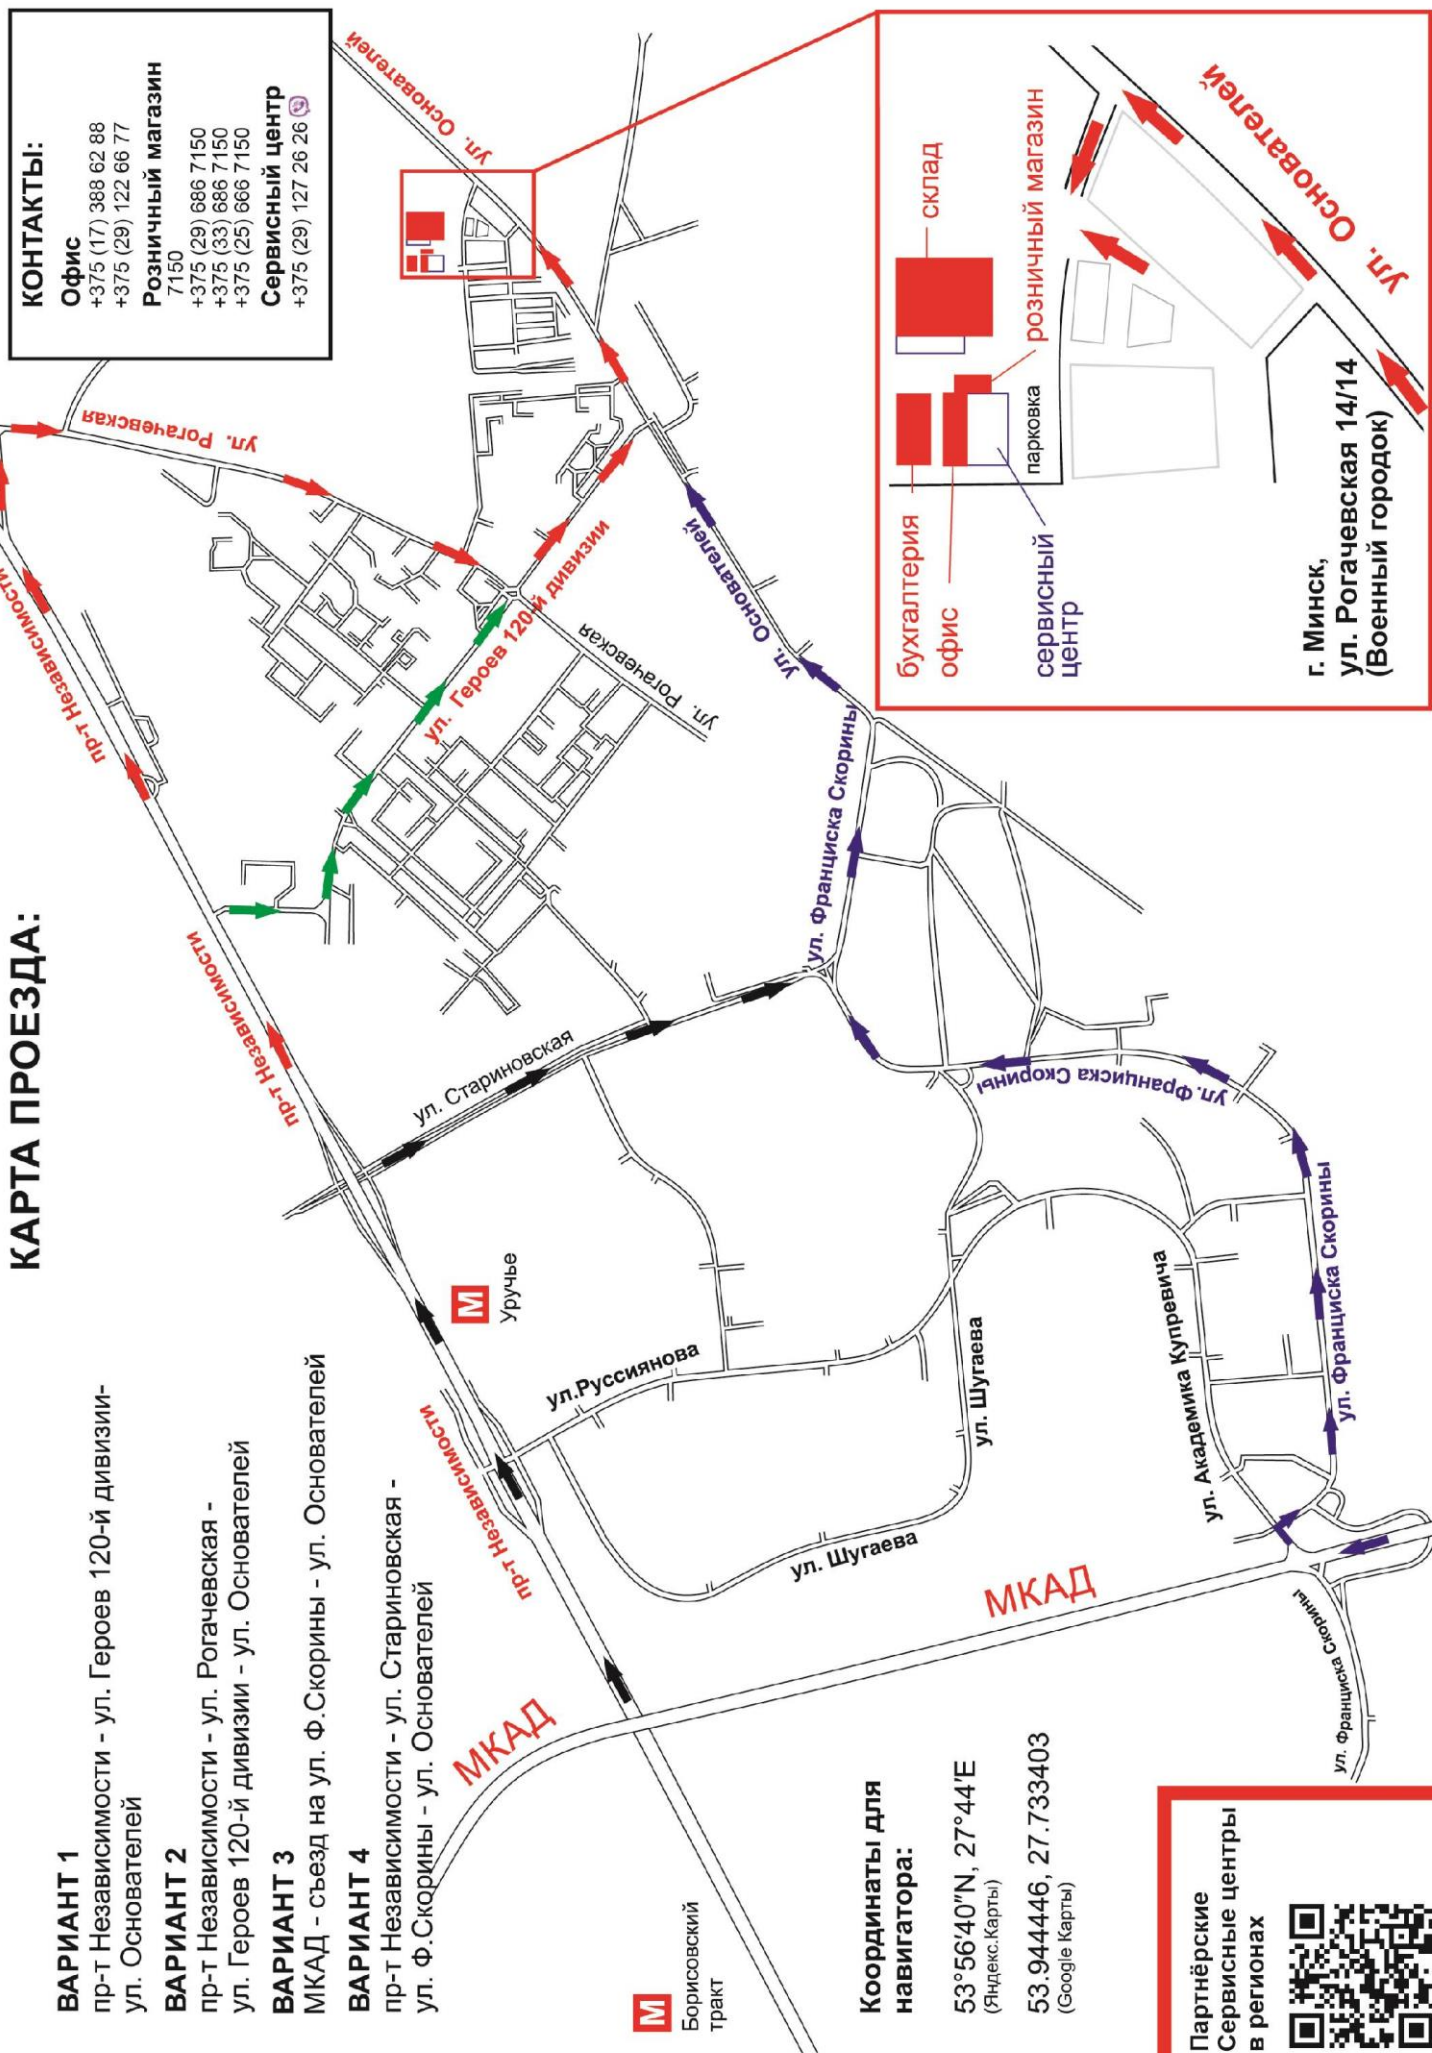 КАРТА ПРОЕЗДА:
ВАРИАНТ 1
пр-т Независимости - ул. Героев 120-й дивизии-
ул. Основателей
ВАРИАНТ 2
пр-т Независимости - ул. Рогачевская -
ул. Героев 120-й дивизии - ул. Основателей
ВАРИАНТ 3
МКАД - съезд на ул. Ф.Скорины - ул. Основателей
ВАРИАНТ 4
пр-т Независимости - ул. Стариновская -
ул. Ф.Скорины - ул. Основателей
КОНТАКТЫ:
Офис
+375 (17) 388 62 88
+375 (29) 122 66 77
Розничный магазин
7150
+375 (29) 686 7150
+375 (33) 686 7150
+375 (25) 666 7150
Сервисный центр
+375 (29) 127 26 26
пр-т Независимости
пр-т Независимости
пр-т Независимости
ул. Рогачевская
ул. Рогачевская
ул. Героев 120-й дивизии
ул. Основателей
ул. Основателей
ул. Стариновская
М
Уручье
ул.Руссиянова
ул. Шугаева
ул. Шугаева
ул. Академика Купревича
ул. Франциска Скорины
ул. Франциска Скорины
ул. Франциска Скорины
ул. Франциска Скорины
ул. Франциска Скорины
МКАД
МКАД
М
Борисовский
тракт
Координаты для
навигатора:
53°56'40"N, 27°44'E
(Яндекс.Карты)
53.944446, 27.733403
(Google Карты)
Партнёрские
Сервисные центры
в регионах
бухгалтерия
офис
сервисный
центр
склад
розничный магазин
парковка
ул. Основателей
г. Минск,
ул. Рогачевская 14/14
(Военный городок)